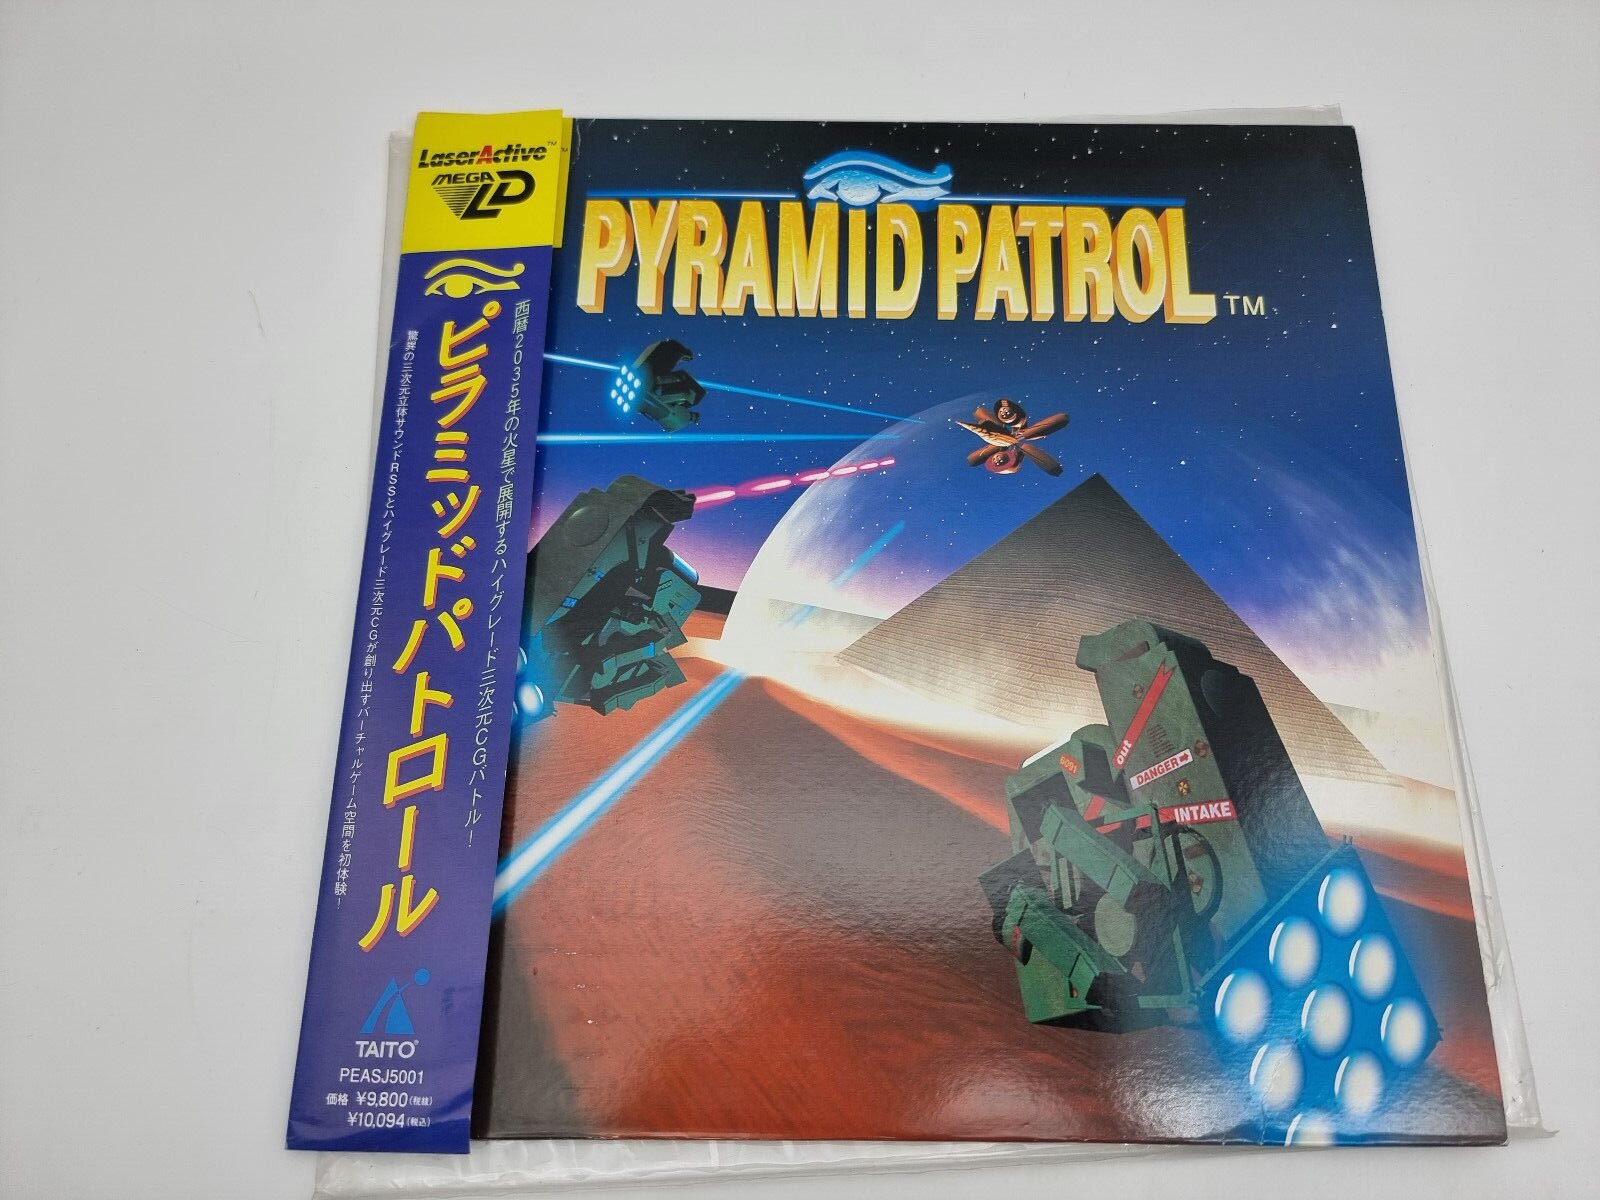 LaserActive™
MEGA LD
PYRAMID PATROL™
西暦2035年の火星で展開するハイグレード三次元CGバトル!
ピラミッドパトロール
驚異の三次元立体サウンドRSSとハイグレード三次元CGが創り出すバーチャルゲーム空間を初体験!
TAITO®
PEASJ5001
価格 ¥9,800(税抜)
¥10,094(税込)
6091
out
DANGER
INTAKE